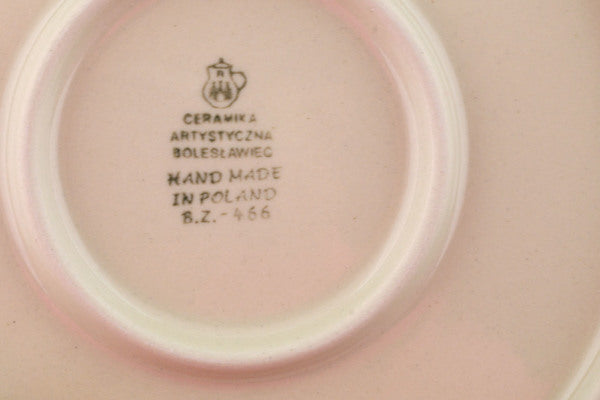 R
CERAMIKA
ARTYSTYCZNA
BOLESŁAWIEC
HAND MADE
IN POLAND
B.Z.-466